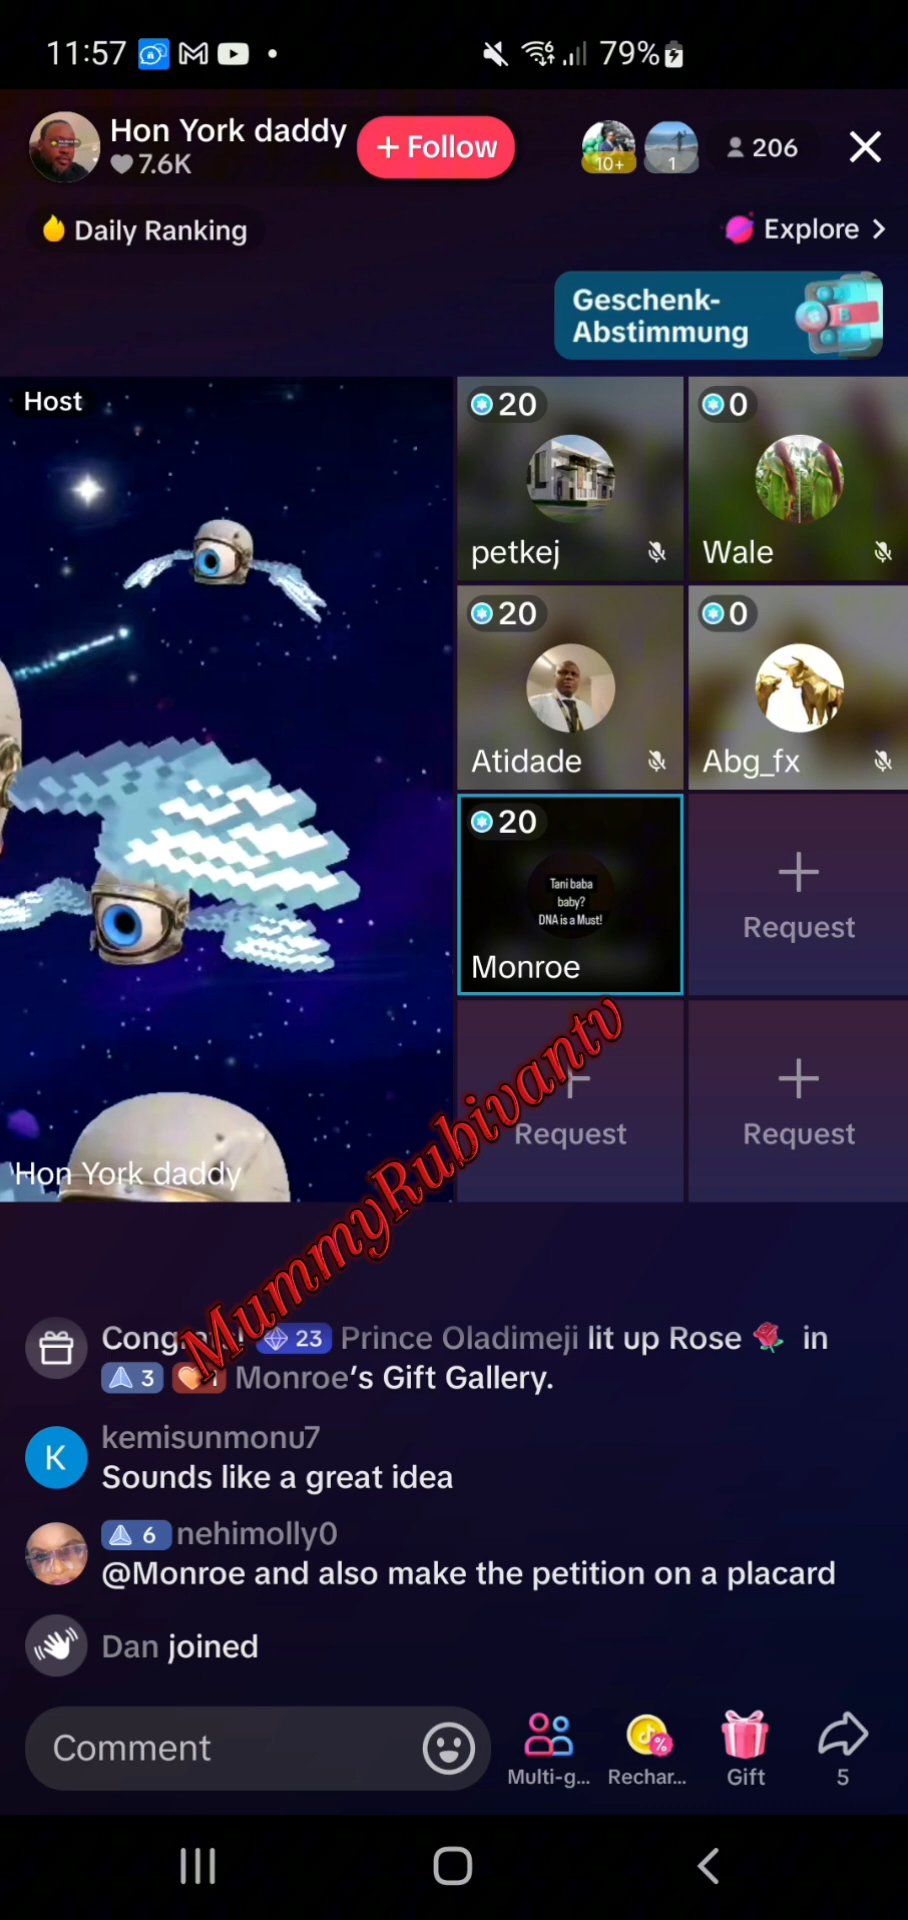 11:57
79%
Hon York daddy
7.6K
+ Follow
10+
1
206
Daily Ranking
Explore >
Geschenk-
Abstimmung
Host
20
petkej
0
Wale
20
Atidade
0
Abg_fx
20
Tani baba
baby?
DNA is a Must!
Monroe
Request
Request
Request
Hon York daddy
MummyRubivantv
23 Prince Oladimeji lit up Rose 🌹 in
3 1 Monroe's Gift Gallery.
K
kemisunmonu7
Sounds like a great idea
6 nehimolly0
@Monroe and also make the petition on a placard
Dan joined
Comment
Multi-g...
Rechar...
Gift
5